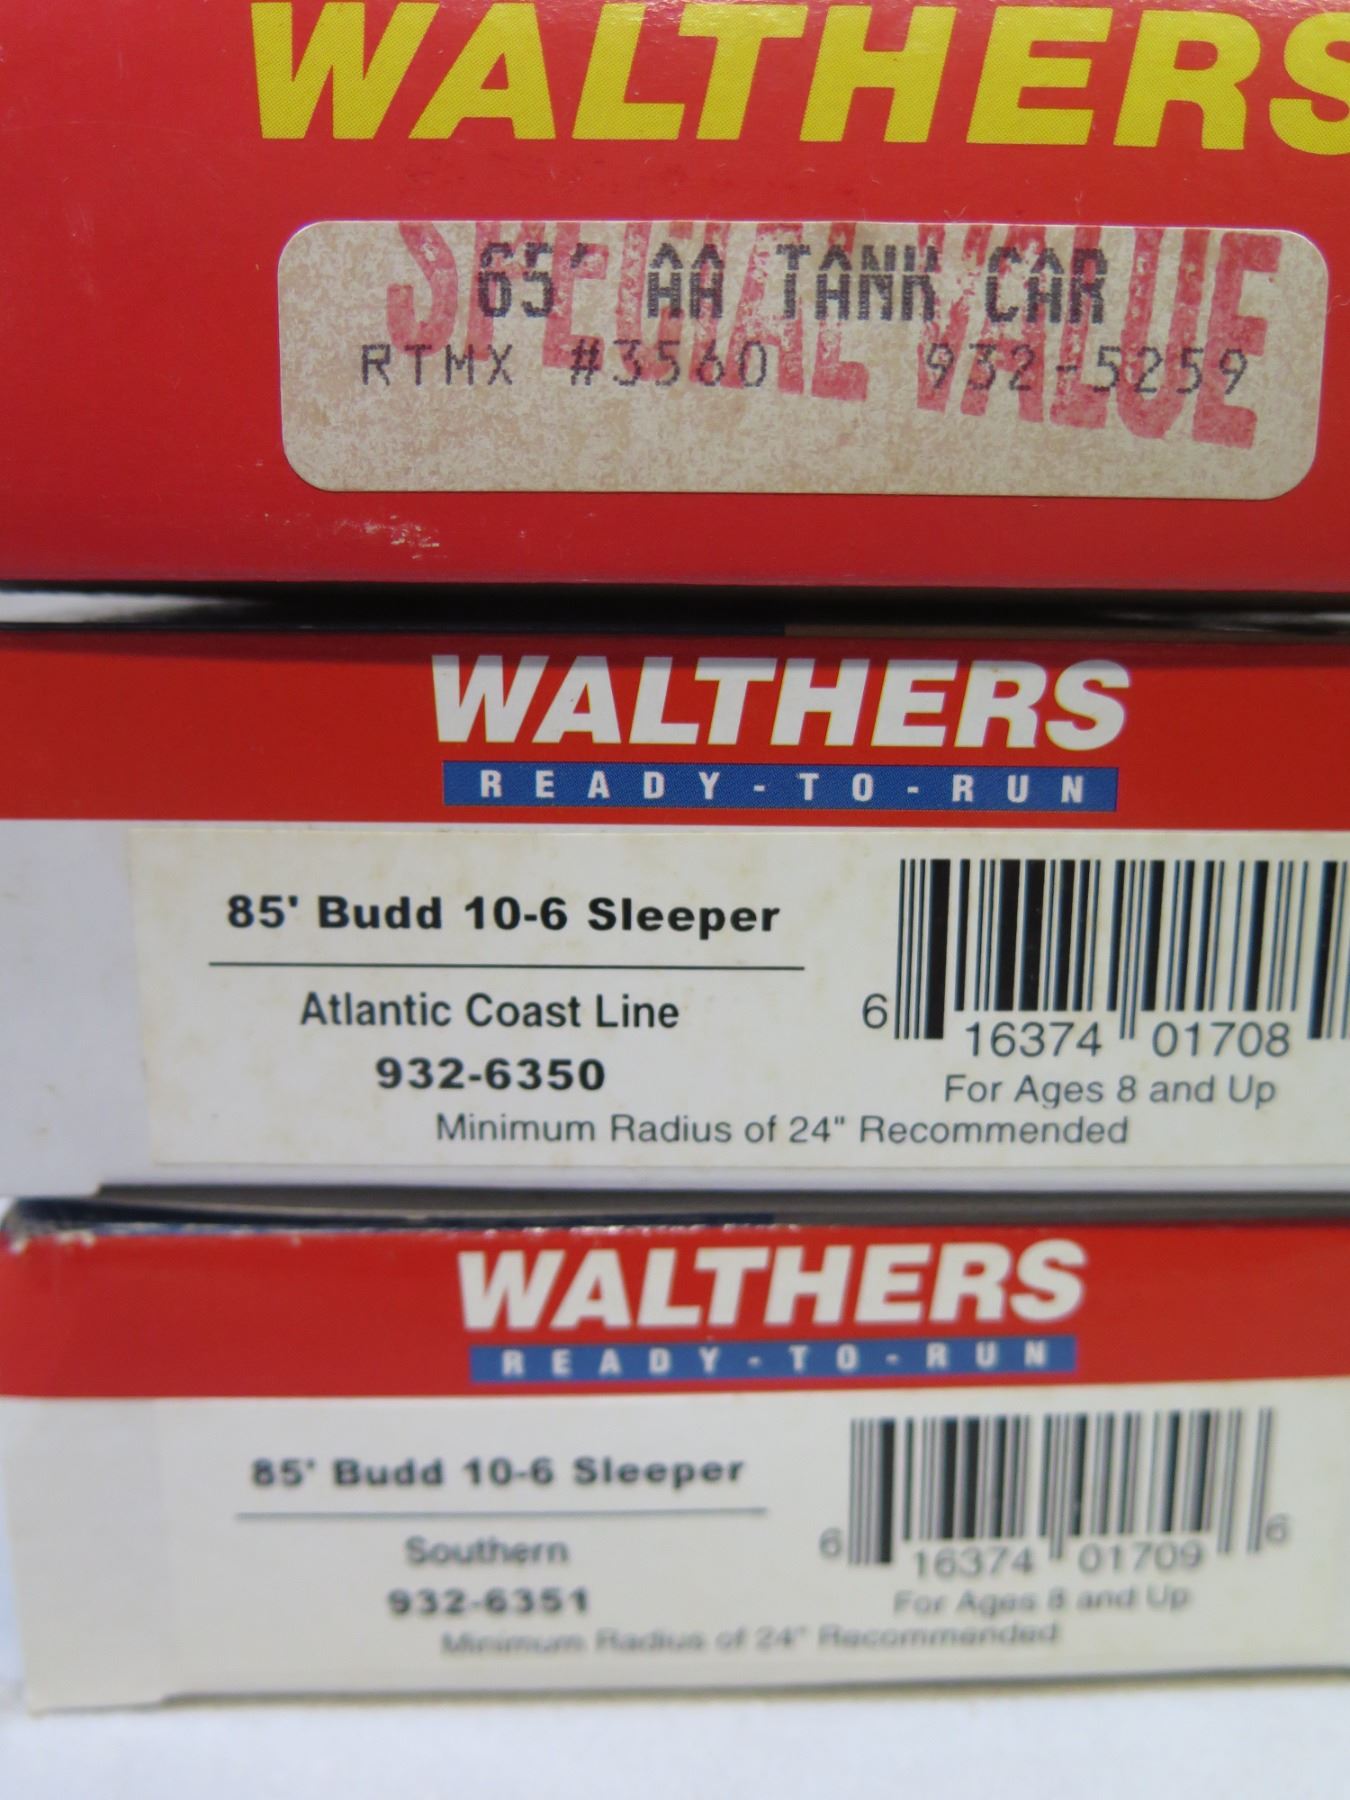 WALTHERS
SPECIAL VALUE
65' AA TANK CAR
RTMX #3560 932-5259
WALTHERS
READY-TO-RUN
85' Budd 10-6 Sleeper
Atlantic Coast Line
932-6350
6 16374 01708
For Ages 8 and Up
Minimum Radius of 24" Recommended
WALTHERS
READY-TO-RUN
85' Budd 10-6 Sleeper
Southern
932-6351
6 16374 01709 6
For Ages 8 and Up
Minimum Radius of 24" Recommended